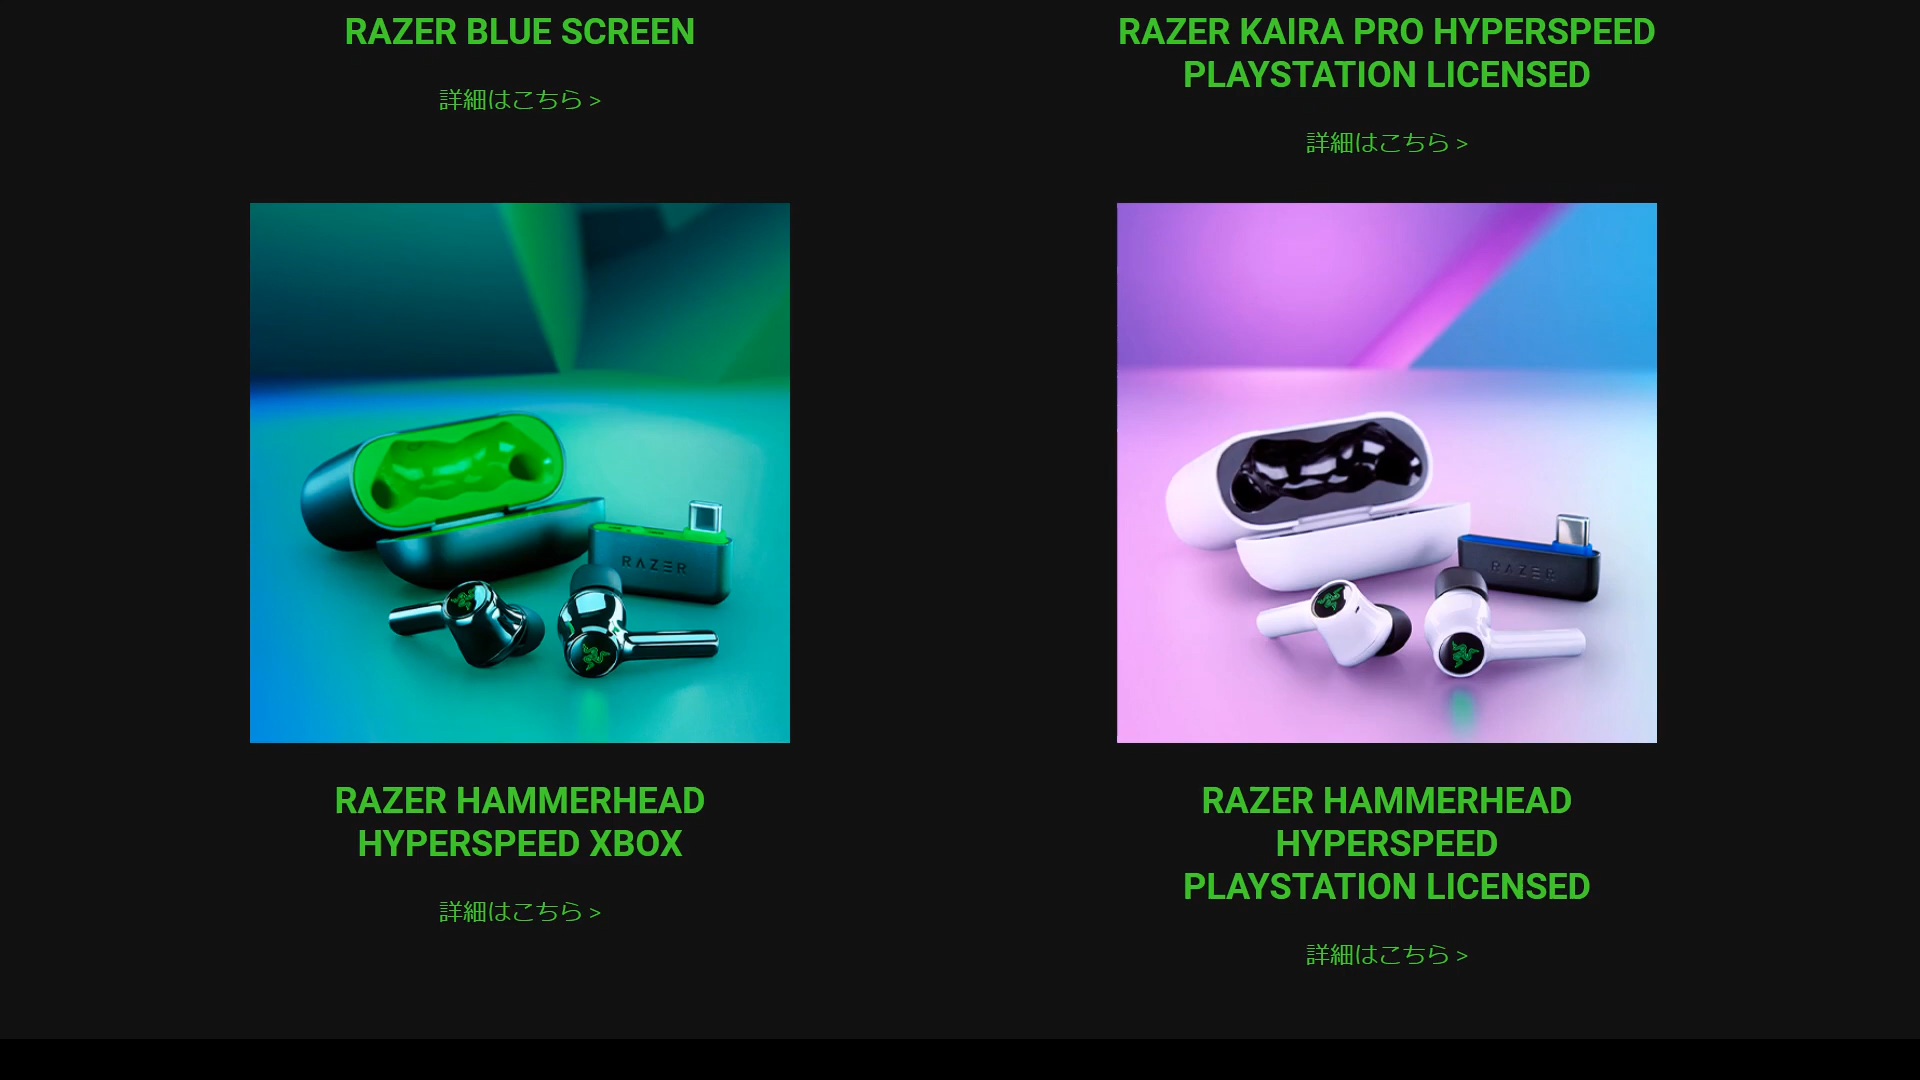 RAZER BLUE SCREEN
詳細はこちら >
RAZER KAIRA PRO HYPERSPEED
PLAYSTATION LICENSED
詳細はこちら >
RAZER
RAZER
RAZER HAMMERHEAD
HYPERSPEED XBOX
詳細はこちら >
RAZER HAMMERHEAD
HYPERSPEED
PLAYSTATION LICENSED
詳細はこちら >